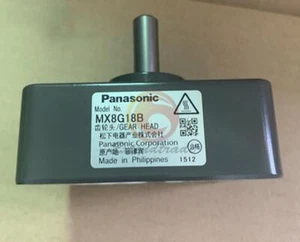 Panasonic
Model No.
MX8G18B
齿轮头/GEAR HEAD
松下电器产业株式会社
Panasonic Corporation
原产地:菲律宾
Made in Philippines 1512